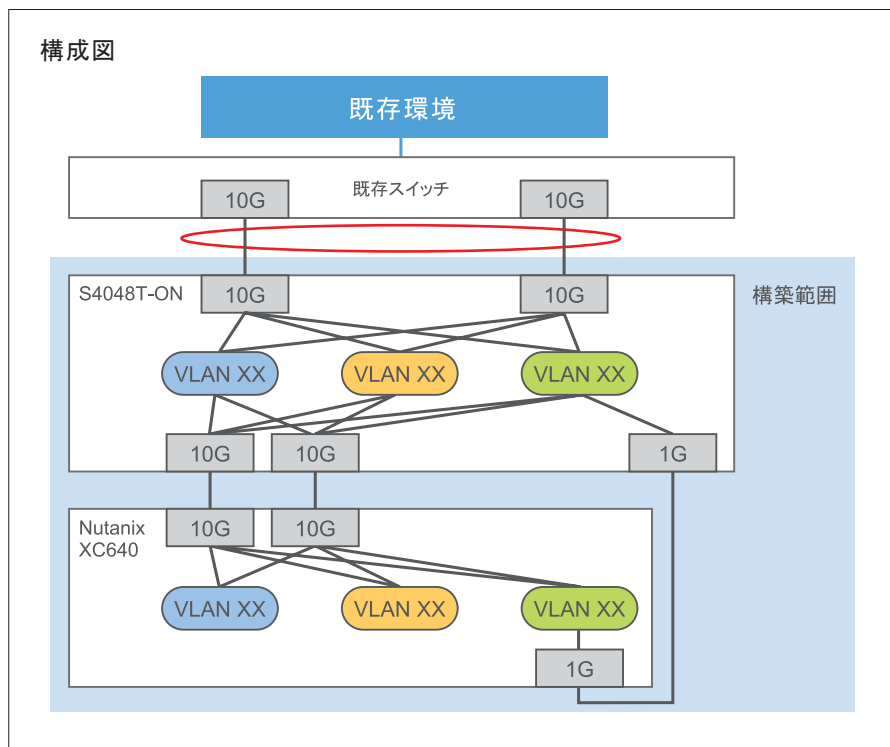 構成図
既存環境
既存スイッチ
10G
10G
S4048T-ON
10G
10G
構築範囲
VLAN XX
VLAN XX
VLAN XX
10G
10G
1G
Nutanix
XC640
10G
10G
VLAN XX
VLAN XX
VLAN XX
1G